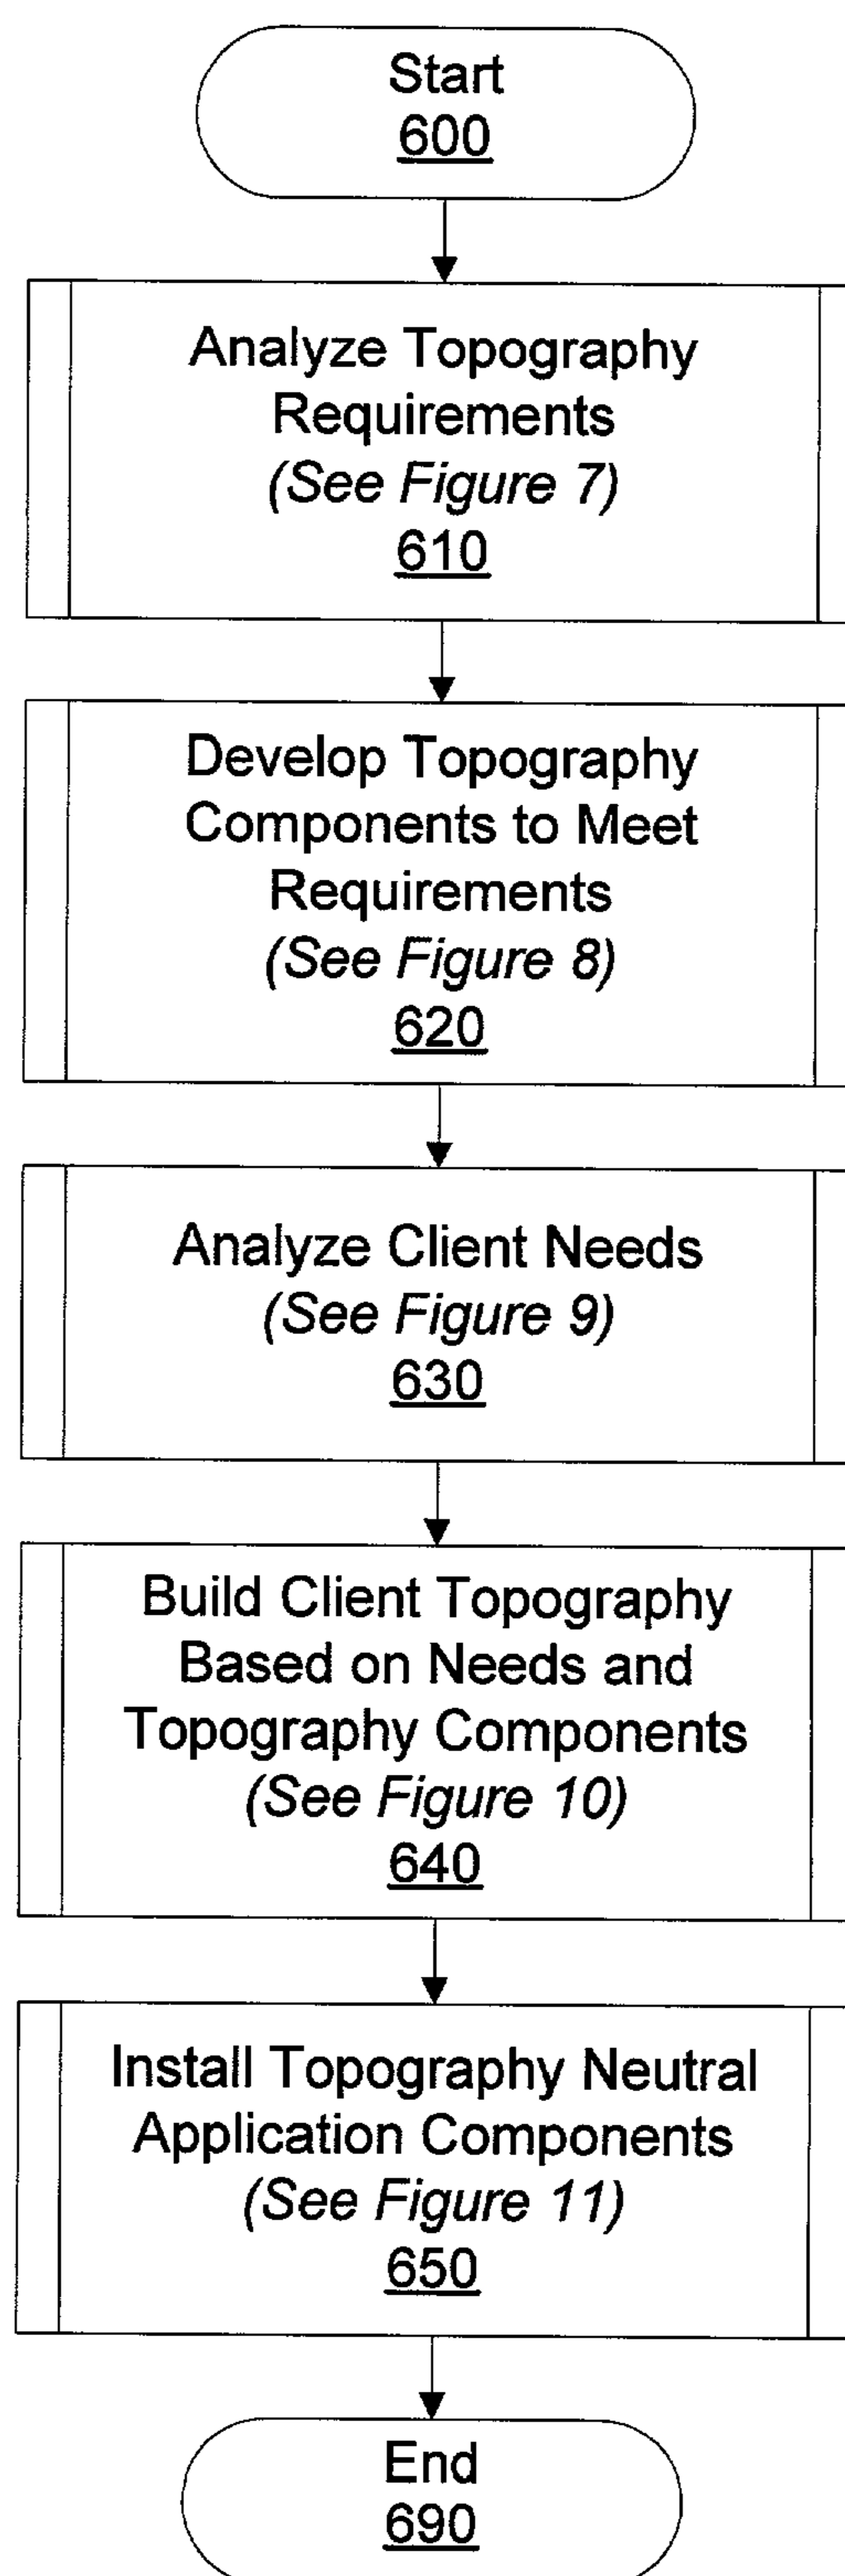 Start
600
Analyze Topography
Requirements
(See Figure 7)
610
Develop Topography
Components to Meet
Requirements
(See Figure 8)
620
Analyze Client Needs
(See Figure 9)
630
Build Client Topography
Based on Needs and
Topography Components
(See Figure 10)
640
Install Topography Neutral
Application Components
(See Figure 11)
650
End
690